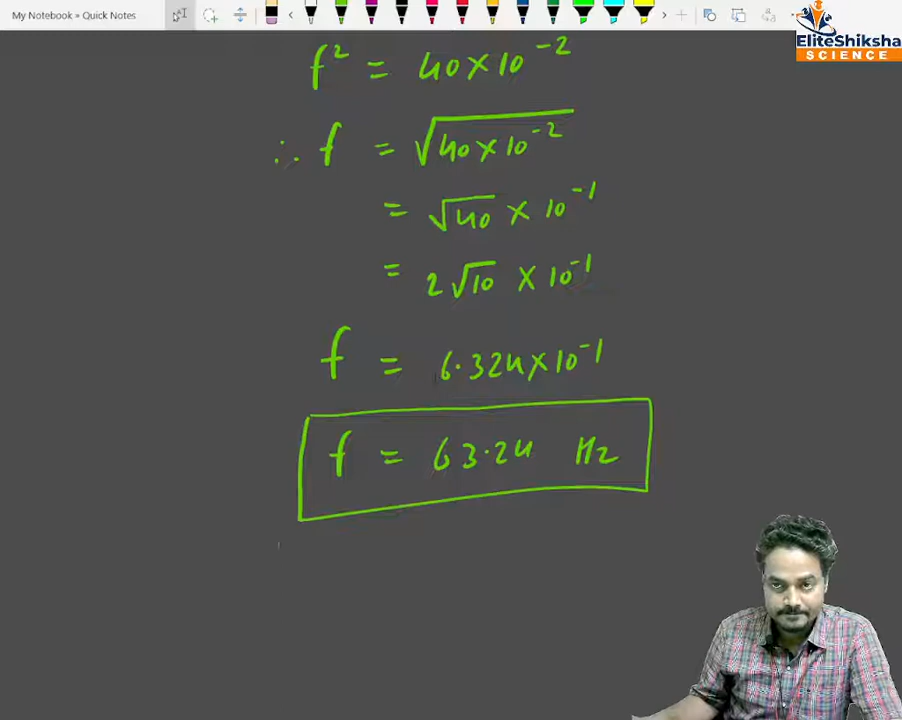 My Notebook » Quick Notes
EliteShiksha
SCIENCE
f² = 40×10⁻²
∴ f = √40×10⁻²
= √40 × 10⁻¹
= 2√10 × 10⁻¹
f = 6.324×10⁻¹
f = 63.24 Hz